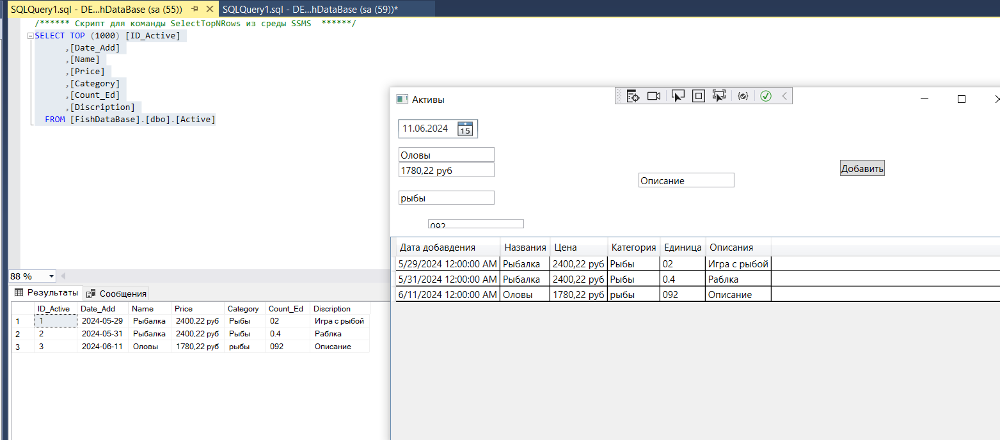 SQLQuery1.sql - DE...hDataBase (sa (55))
SQLQuery1.sql - DE...hDataBase (sa (59))*
/****** Скрипт для команды SelectTopNRows из среды SSMS ******/
SELECT TOP (1000) [ID_Active]
,[Date_Add]
,[Name]
,[Price]
,[Category]
,[Count_Ed]
,[Discription]
FROM [FishDataBase].[dbo].[Active]
88 %
Результаты
Сообщения
ID_Active Date_Add Name Price Category Count_Ed Discription
1 1 2024-05-29 Рыбалка 2400,22 руб Рыбы 02 Игра с рыбой
2 2 2024-05-31 Рыбалка 2400,22 руб Рыбы 0.4 Раблка
3 3 2024-06-11 Оловы 1780,22 руб рыбы 092 Описание
Активы
11.06.2024 15
Оловы
1780,22 руб
рыбы
092
Описание
Добавить
Дата добавдения Названия Цена Категория Единица Описания
5/29/2024 12:00:00 AM Рыбалка 2400,22 руб Рыбы 02 Игра с рыбой
5/31/2024 12:00:00 AM Рыбалка 2400,22 руб Рыбы 0.4 Раблка
6/11/2024 12:00:00 AM Оловы 1780,22 руб рыбы 092 Описание